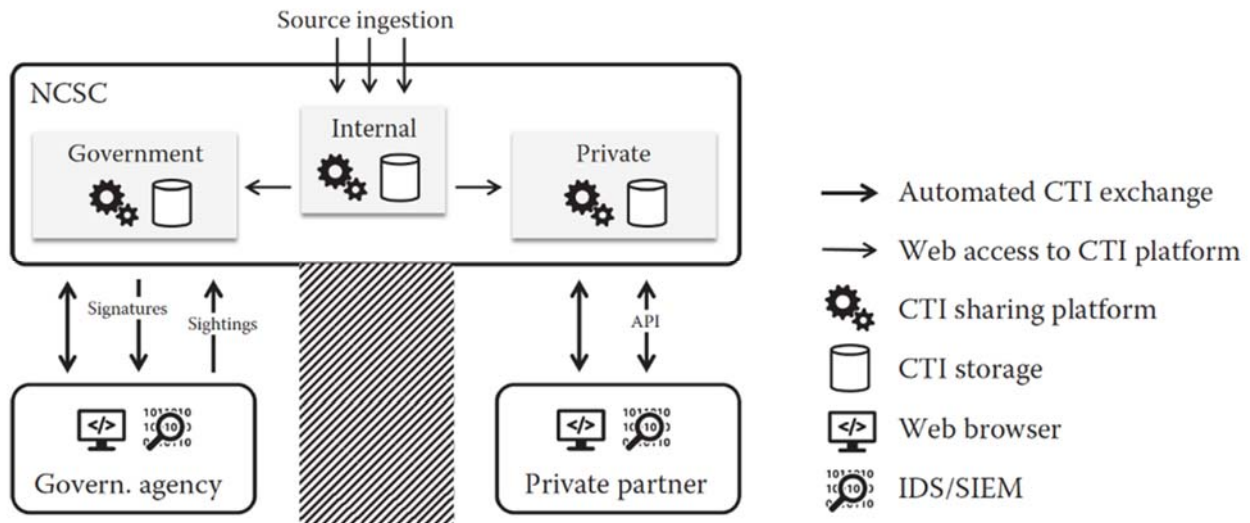 Source ingestion
NCSC
Internal
Government
Private
Signatures
Sightings
API
Govern. agency
Private partner
Automated CTI exchange
Web access to CTI platform
CTI sharing platform
CTI storage
</>
Web browser
IDS/SIEM